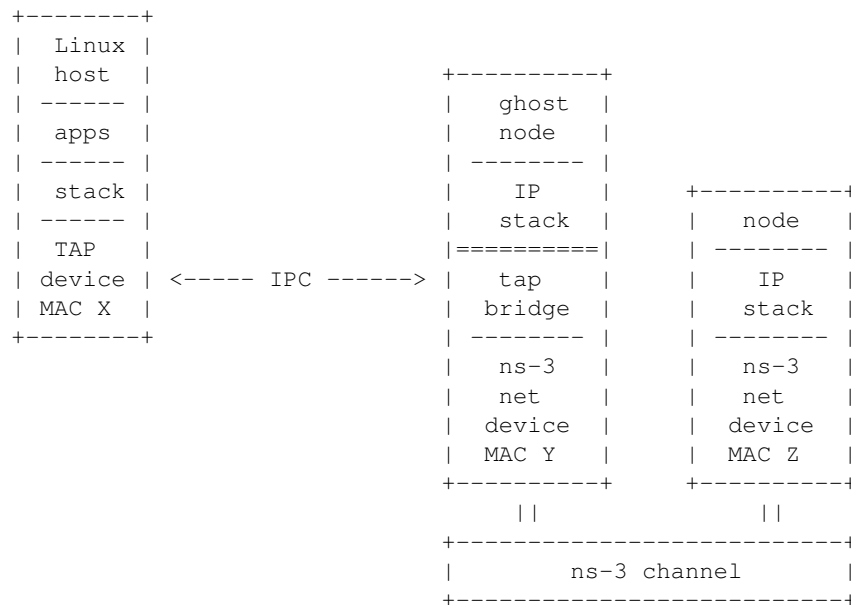 +--------+
| Linux |
| host | +----------+
| ------ | | ghost |
| apps | | node |
| ------ | | -------- |
| stack | | IP | +----------+
| ------ | | stack | | node |
| TAP | |==========| | -------- |
| device | <----- IPC ------> | tap | | IP |
| MAC X | | bridge | | stack |
+--------+ | -------- | | -------- |
| ns-3 | | ns-3 |
| net | | net |
| device | | device |
| MAC Y | | MAC Z |
+----------+ +----------+
|| ||
+---------------------------+
| ns-3 channel |
+---------------------------+